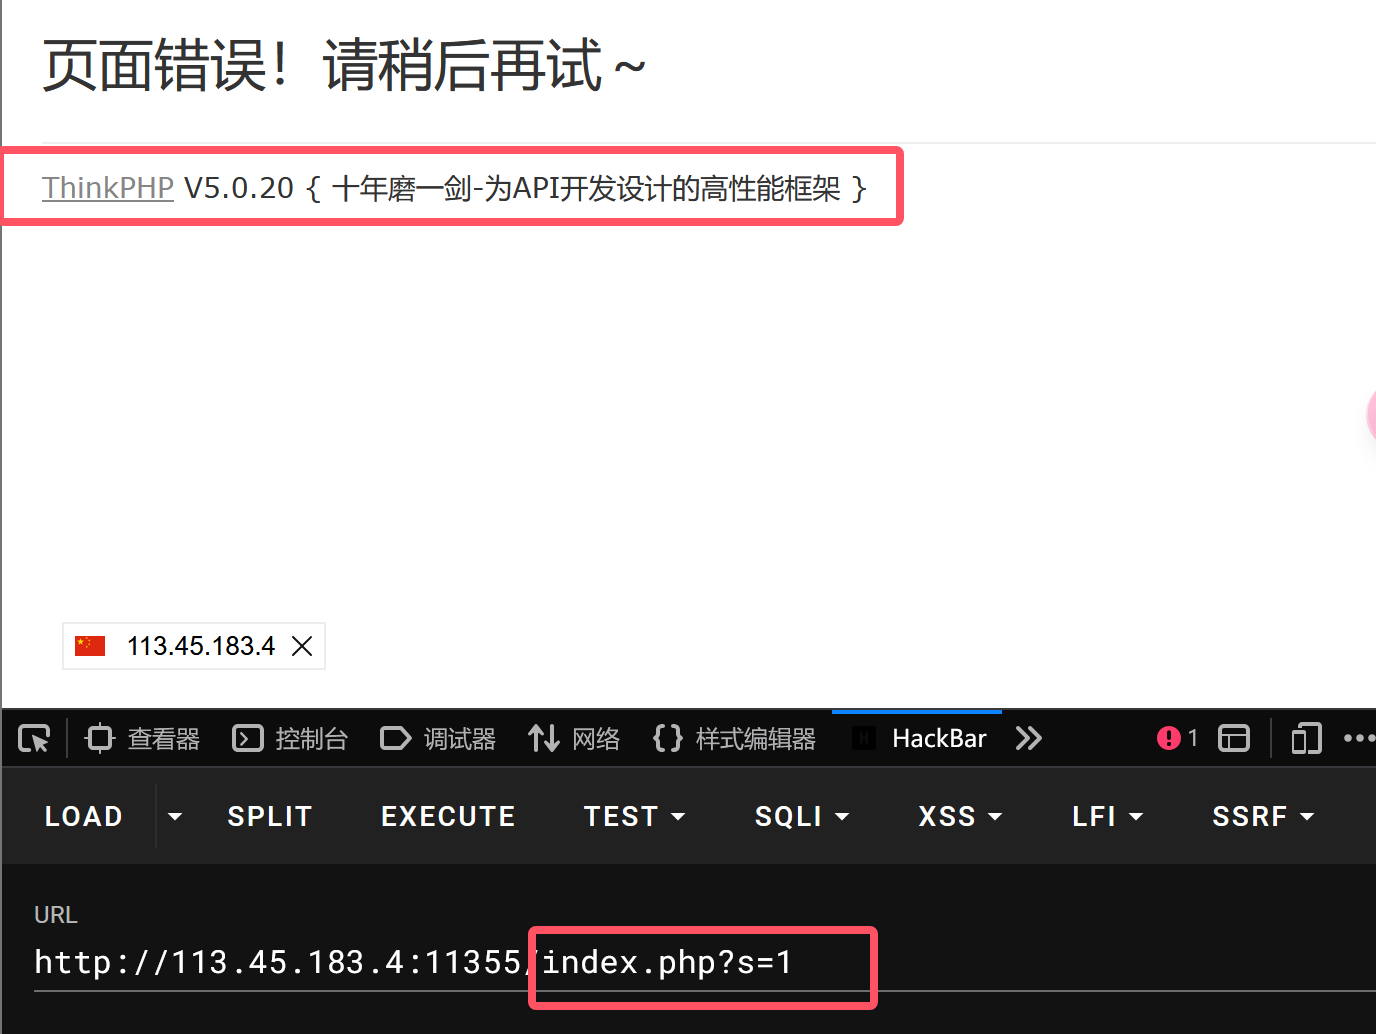 页面错误！请稍后再试～
ThinkPHP V5.0.20 { 十年磨一剑-为API开发设计的高性能框架 }
113.45.183.4
查看器 控制台 调试器 网络 样式编辑器 HackBar 1
LOAD SPLIT EXECUTE TEST SQLI XSS LFI SSRF
URL
http://113.45.183.4:11355/index.php?s=1